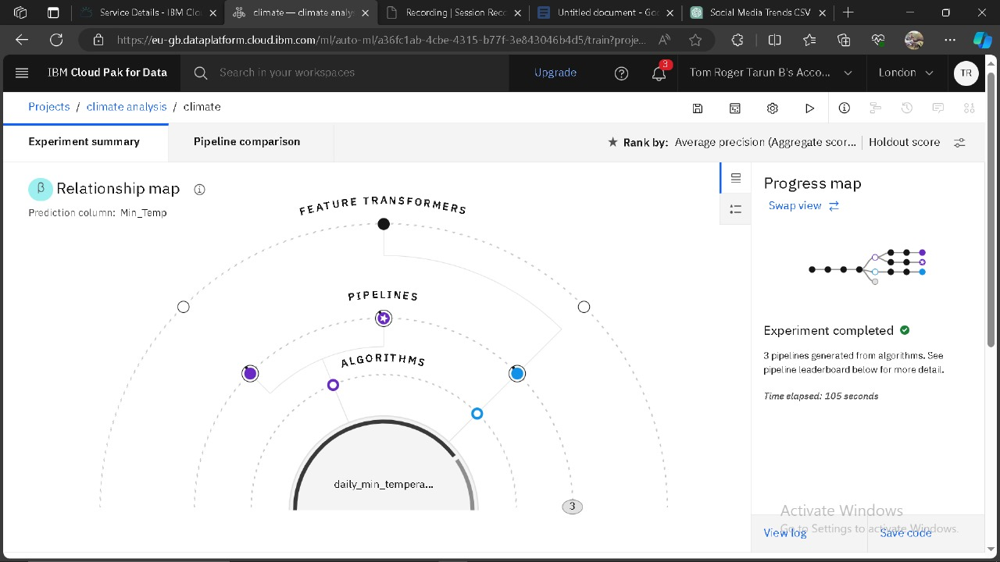 Service Details - IBM Clo
climate — climate analy
Recording | Session Reco
Untitled document - Goo
Social Media Trends CSV
https://eu-gb.dataplatform.cloud.ibm.com/ml/auto-ml/a36fc1ab-4cbe-4315-b77f-3e843046b4d5/train?proje...
IBM Cloud Pak for Data
Search in your workspaces
Upgrade
3
Tom Roger Tarun B's Acco...
London
TR
Projects / climate analysis / climate
Experiment summary
Pipeline comparison
★ Rank by: Average precision (Aggregate scor... | Holdout score
β Relationship map
Prediction column: Min_Temp
FEATURE TRANSFORMERS
PIPELINES
ALGORITHMS
daily_min_tempera...
3
Progress map
Swap view
Experiment completed
3 pipelines generated from algorithms. See
pipeline leaderboard below for more detail.
Time elapsed: 105 seconds
Activate Windows
Go to Settings to activate Windows.
View log
Save code